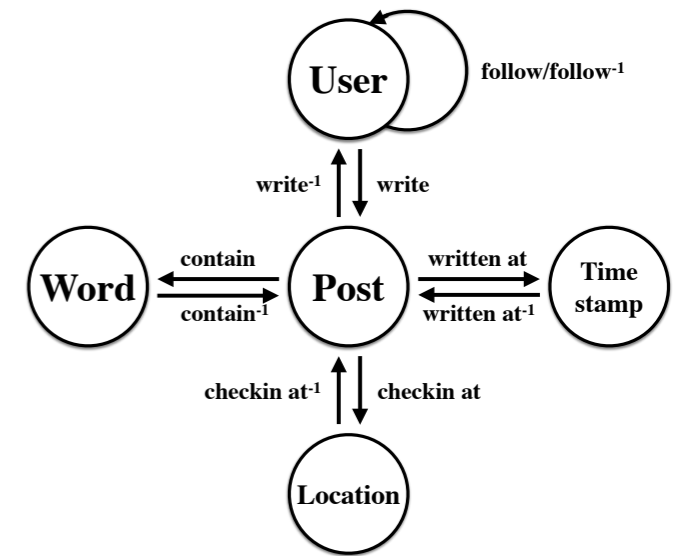 User
follow/follow-1
write-1
write
Word
contain
contain-1
Post
written at
written at-1
Time
stamp
checkin at-1
checkin at
Location